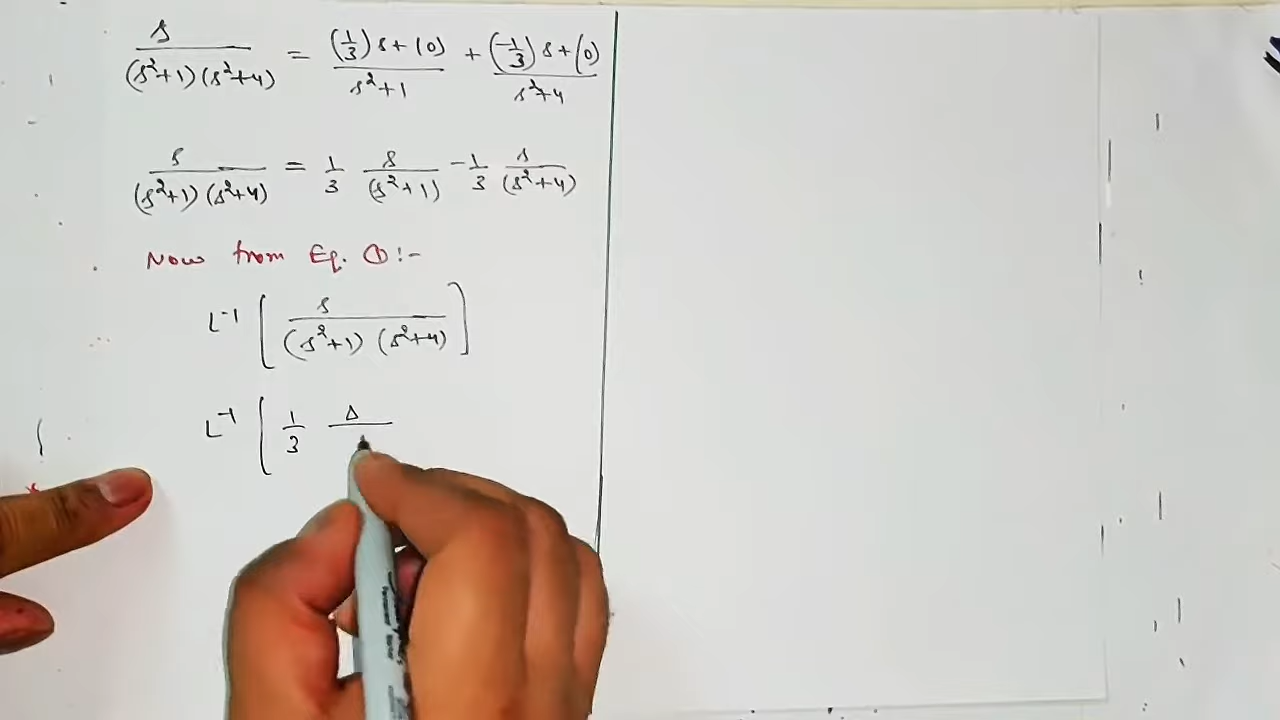 s/((s²+1)(s²+4)) = ((1/3)s+(0))/(s²+1) + ((-1/3)s+(0))/(s²+4)
s/((s²+1)(s²+4)) = 1/3 s/(s²+1) - 1/3 s/(s²+4)
Now from Eq. ①:-
L⁻¹ [ s/((s²+1)(s²+4)) ]
L⁻¹ [ 1/3 s/